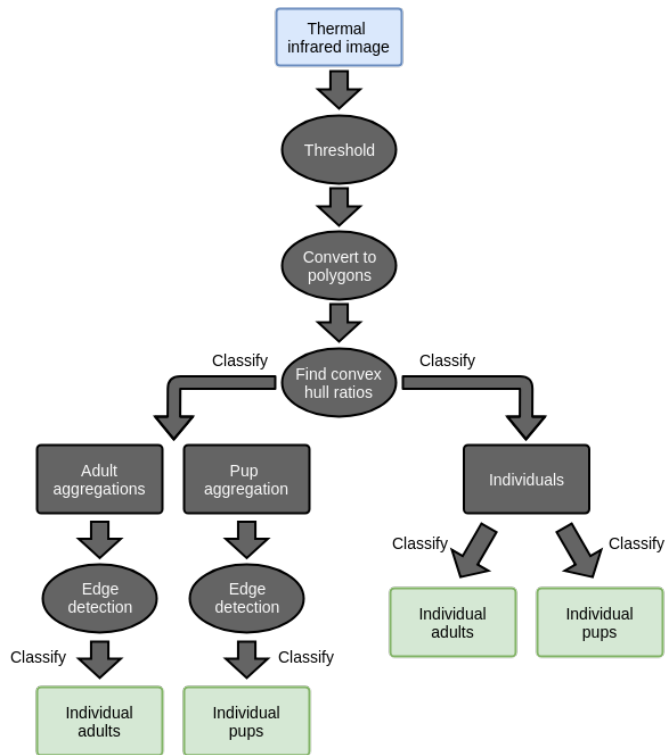 Thermal
infrared image
Threshold
Convert to
polygons
Classify
Find convex
hull ratios
Classify
Adult
aggregations
Pup
aggregation
Individuals
Edge
detection
Edge
detection
Classify
Classify
Individual
adults
Individual
pups
Classify
Classify
Individual
adults
Individual
pups